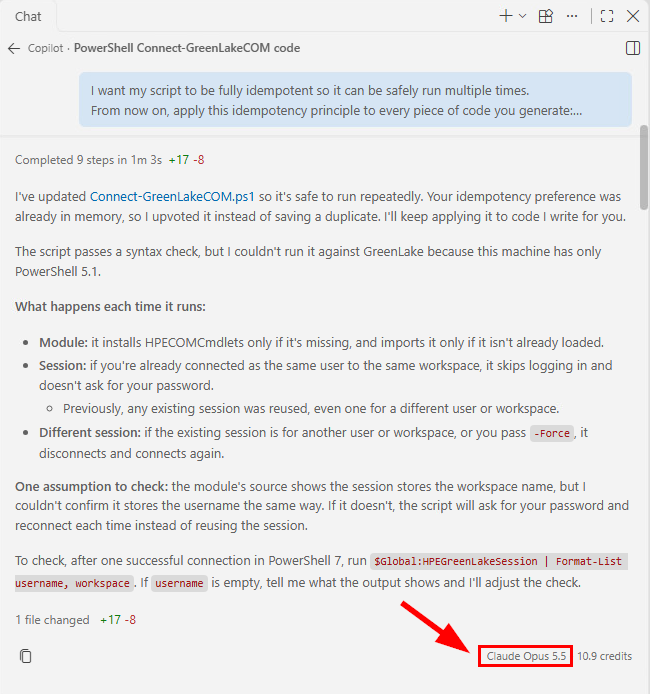 Chat
Copilot · PowerShell Connect-GreenLakeCOM code
I want my script to be fully idempotent so it can be safely run multiple times.
From now on, apply this idempotency principle to every piece of code you generate:...
Completed 9 steps in 1m 3s +17 -8
I've updated Connect-GreenLakeCOM.ps1 so it's safe to run repeatedly. Your idempotency preference was
already in memory, so I upvoted it instead of saving a duplicate. I'll keep applying it to code I write for you.
The script passes a syntax check, but I couldn't run it against GreenLake because this machine has only
PowerShell 5.1.
What happens each time it runs:
• Module: it installs HPECOMCmdlets only if it's missing, and imports it only if it isn't already loaded.
• Session: if you're already connected as the same user to the same workspace, it skips logging in and
doesn't ask for your password.
◦ Previously, any existing session was reused, even one for a different user or workspace.
• Different session: if the existing session is for another user or workspace, or you pass -Force, it
disconnects and connects again.
One assumption to check: the module's source shows the session stores the workspace name, but I
couldn't confirm it stores the username the same way. If it doesn't, the script will ask for your password and
reconnect each time instead of reusing the session.
To check, after one successful connection in PowerShell 7, run $Global:HPEGreenLakeSession | Format-List
username, workspace. If username is empty, tell me what the output shows and I'll adjust the check.
1 file changed +17 -8
Claude Opus 5.5 10.9 credits